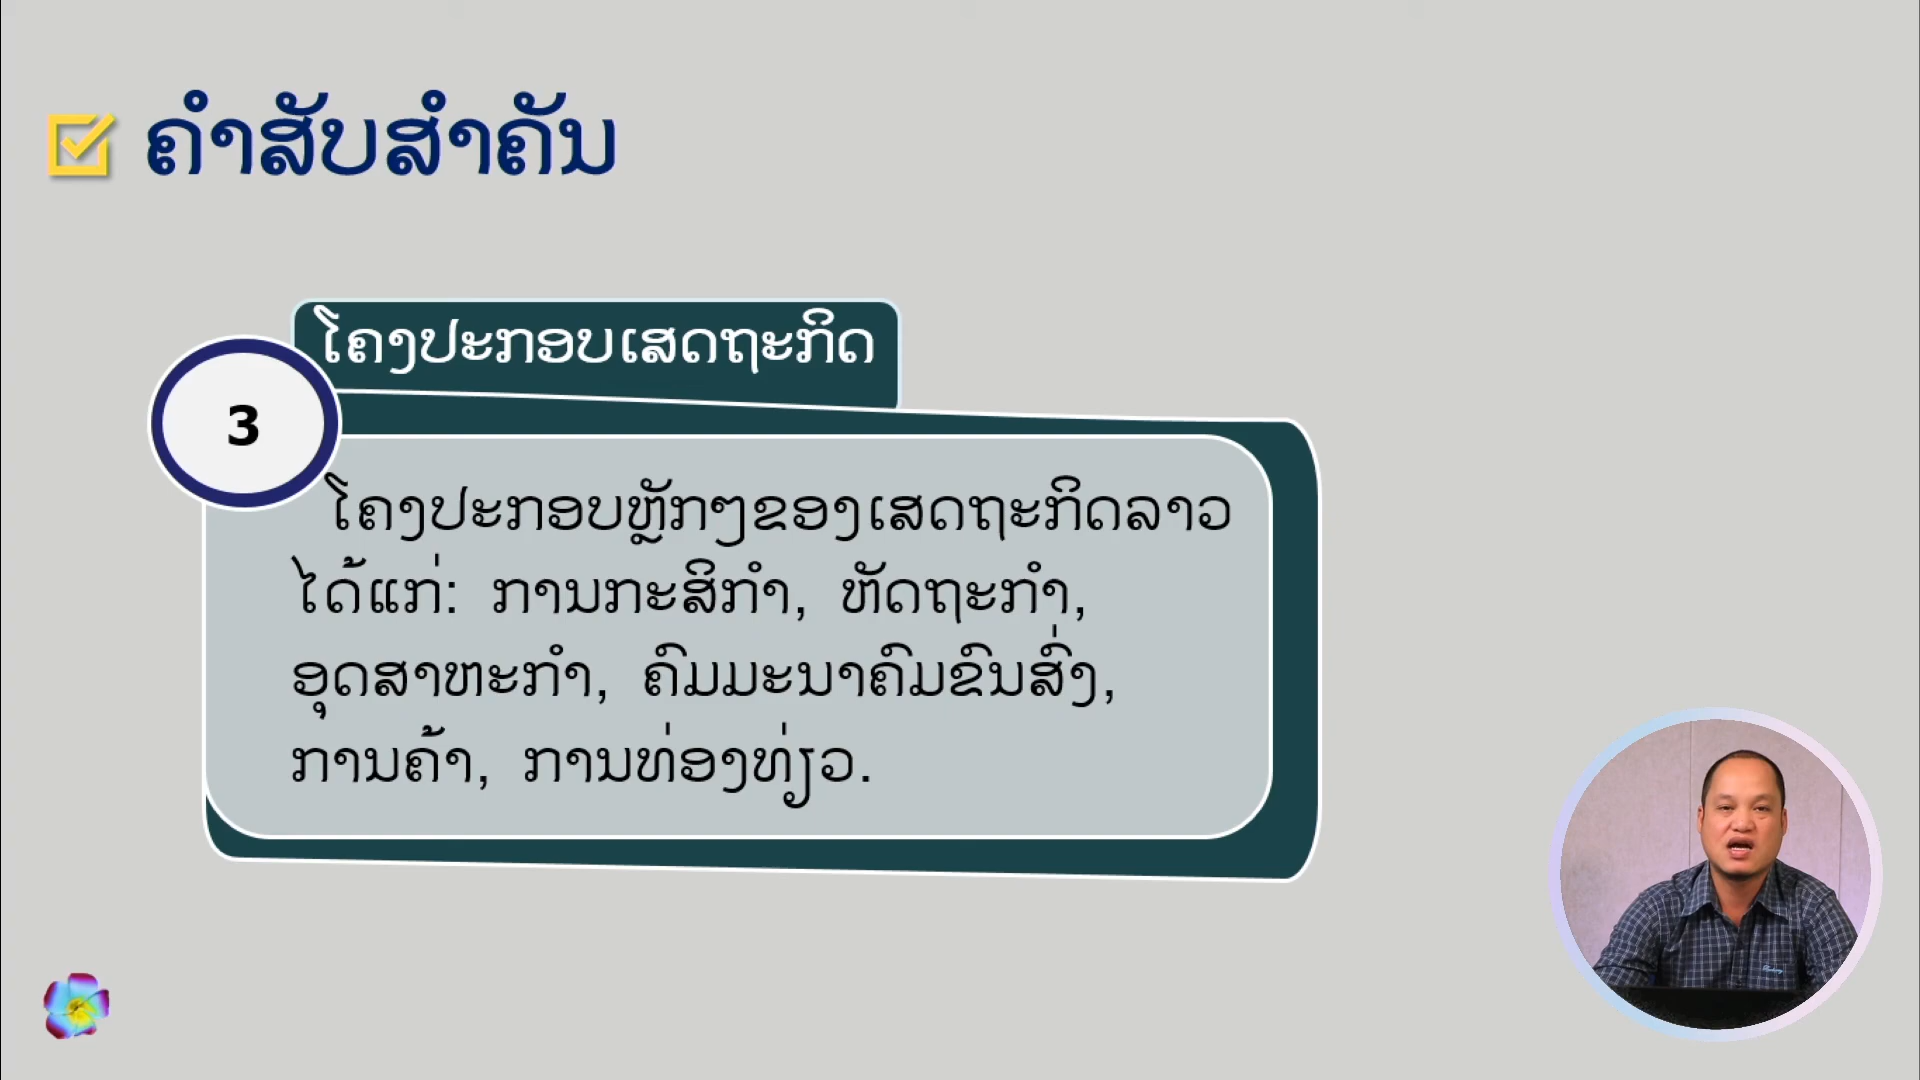 ຄຳສັບສຳຄັນ
ໂຄງປະກອບເສດຖະກິດ
3
ໂຄງປະກອບຫຼັກໆຂອງເສດຖະກິດລາວ
ໄດ້ແກ່: ການກະສິກຳ, ຫັດຖະກຳ,
ອຸດສາຫະກຳ, ຄົມມະນາຄົມຂົນສົ່ງ,
ການຄ້າ, ການທ່ອງທ່ຽວ.